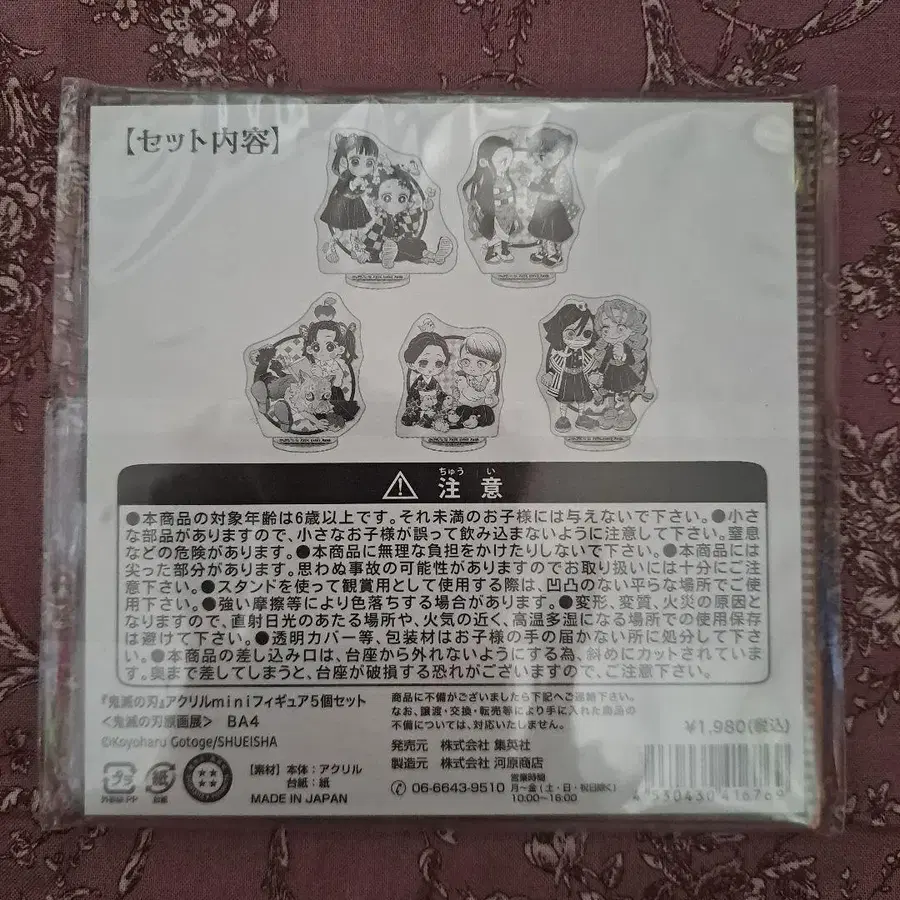 【セット内容】
ちゅう い
注 意
●本商品の対象年齢は6歳以上です。それ未満のお子様には与えないで下さい。●小さ
な部品がありますので、小さなお子様が誤って飲み込まないように注意して下さい。窒息
などの危険があります。●本商品に無理な負担をかけたりしないで下さい。●本商品には
尖った部分があります。思わぬ事故の可能性がありますのでお取り扱いには十分にご注
意下さい。●スタンドを使って観賞用として使用する際は、凹凸のない平らな場所でご使
用下さい。●強い摩擦等により色落ちする場合があります。●変形、変質、火災の原因と
なりますので、直射日光のあたる場所や、火気の近く、高温多湿になる場所での使用保存
は避けて下さい。●透明カバー等、包装材はお子様の手の届かない所に処分して下さ
い。●本商品の差し込み口は、台座から外れないようにする為、斜めにカットされていま
す。奥まで差してしまうと、台座が破損する恐れがございますので、ご注意下さい。
『鬼滅の刃』アクリルminiフィギュア5個セット
<鬼滅の刃原画展> BA4
©Koyoharu Gotoge/SHUEISHA
商品に不備がございましたら下記へご連絡下さい。
なお、譲渡・交換・転売等により手に入れた商品の
不備については、対応いたしません。
¥1,980(税込)
発売元 株式会社 集英社
製造元 株式会社 河原商店
06-6643-9510
営業時間
月~金(土・日・祝日除く)
10:00~16:00
プラ
紙
【素材】本体:アクリル
台紙:紙
MADE IN JAPAN
4530430416769